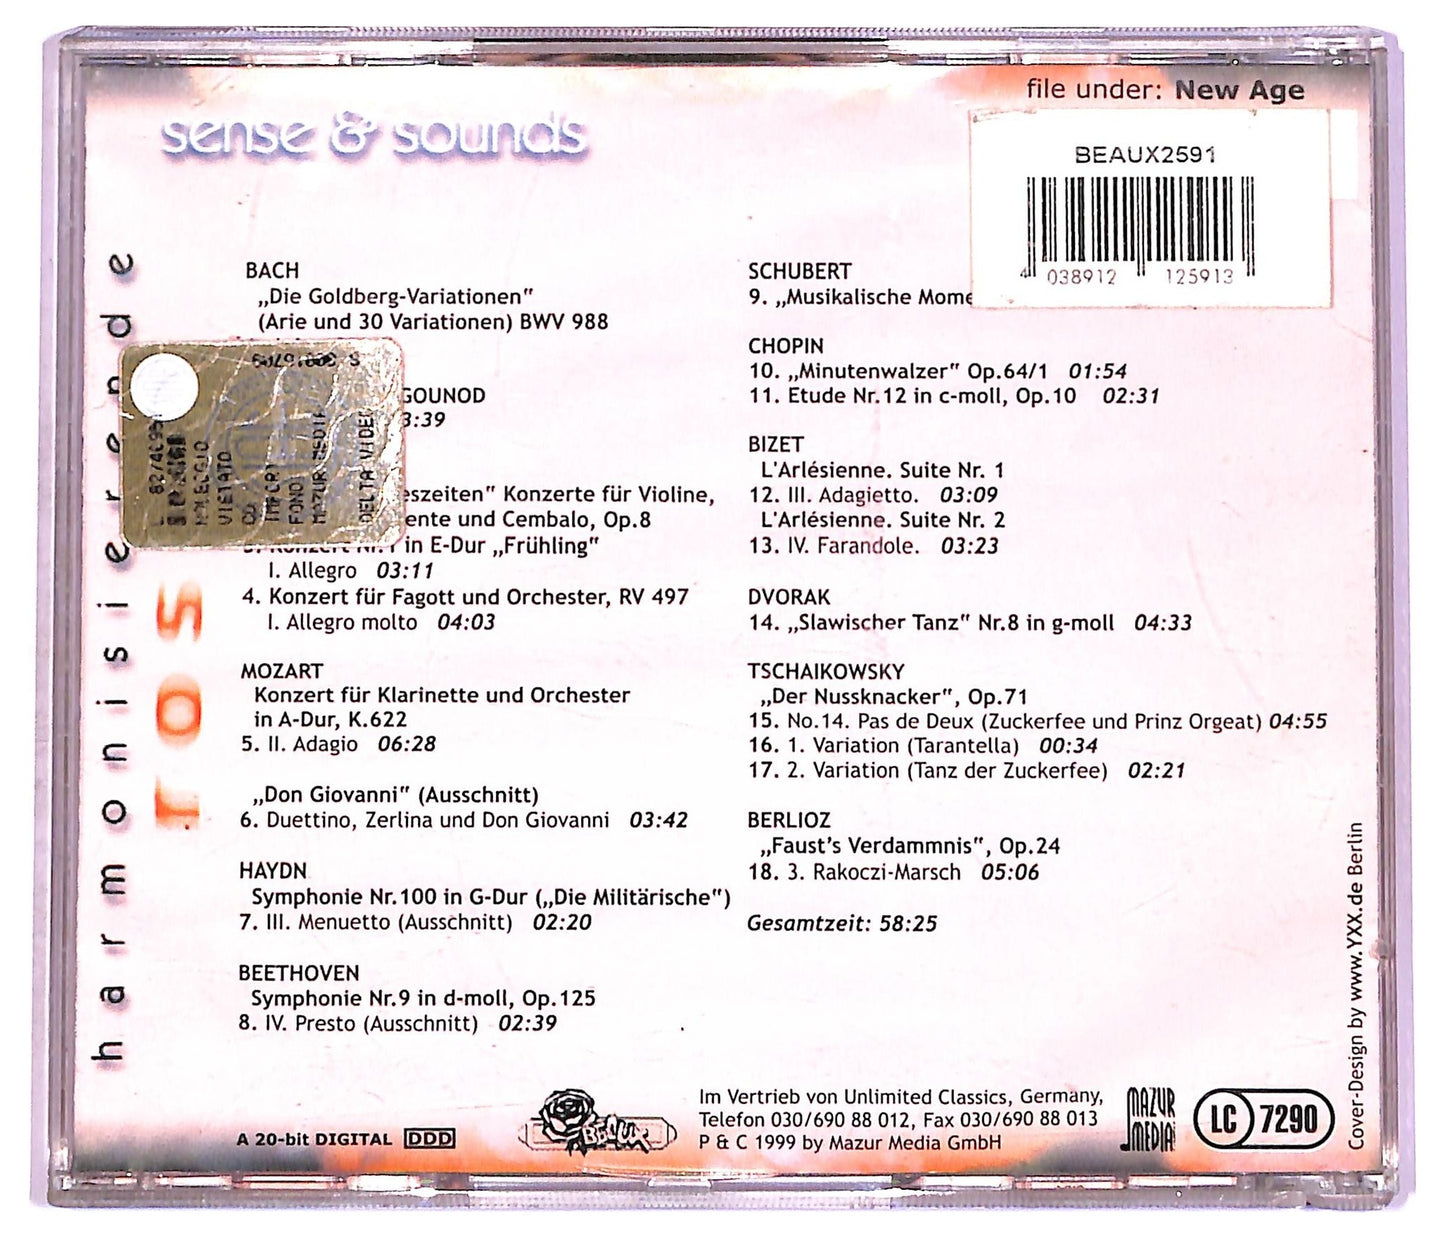 file under: New Age
sense & sounds
BEAUX2591
4 038912 125913
harmonisierende
TOS
BACH
„Die Goldberg-Variationen"
(Arie und 30 Variationen) BWV 988
GOUNOD
3:39
eszeiten" Konzerte für Violine,
ente und Cembalo, Op.8
in E-Dur „Frühling"
I. Allegro 03:11
4. Konzert für Fagott und Orchester, RV 497
I. Allegro molto 04:03
MOZART
Konzert für Klarinette und Orchester
in A-Dur, K.622
5. II. Adagio 06:28
„Don Giovanni" (Ausschnitt)
6. Duettino, Zerlina und Don Giovanni 03:42
HAYDN
Symphonie Nr.100 in G-Dur („Die Militärische")
7. III. Menuetto (Ausschnitt) 02:20
BEETHOVEN
Symphonie Nr.9 in d-moll, Op.125
8. IV. Presto (Ausschnitt) 02:39
SCHUBERT
9. „Musikalische Mome
CHOPIN
10. „Minutenwalzer" Op.64/1 01:54
11. Etude Nr.12 in c-moll, Op.10 02:31
BIZET
L'Arlésienne. Suite Nr. 1
12. III. Adagietto. 03:09
L'Arlésienne. Suite Nr. 2
13. IV. Farandole. 03:23
DVORAK
14. „Slawischer Tanz" Nr.8 in g-moll 04:33
TSCHAIKOWSKY
„Der Nussknacker", Op.71
15. No.14. Pas de Deux (Zuckerfee und Prinz Orgeat) 04:55
16. 1. Variation (Tarantella) 00:34
17. 2. Variation (Tanz der Zuckerfee) 02:21
BERLIOZ
„Faust's Verdammnis", Op.24
18. 3. Rakoczi-Marsch 05:06
Gesamtzeit: 58:25
NOLEGGIO
VIETATO
CD
FONO
MAZUR
DELTA VIDE
A 20-bit DIGITAL DDD
BEAUX
Im Vertrieb von Unlimited Classics, Germany,
Telefon 030/690 88 012, Fax 030/690 88 013
P & C 1999 by Mazur Media GmbH
MAZUR
MEDIA
LC 7290
Cover-Design by www.YXX.de Berlin